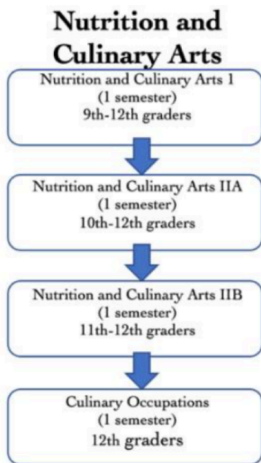 Nutrition and
Culinary Arts
Nutrition and Culinary Arts 1
(1 semester)
9th-12th graders
Nutrition and Culinary Arts IIA
(1 semester)
10th-12th graders
Nutrition and Culinary Arts IIB
(1 semester)
11th-12th graders
Culinary Occupations
(1 semester)
12th graders